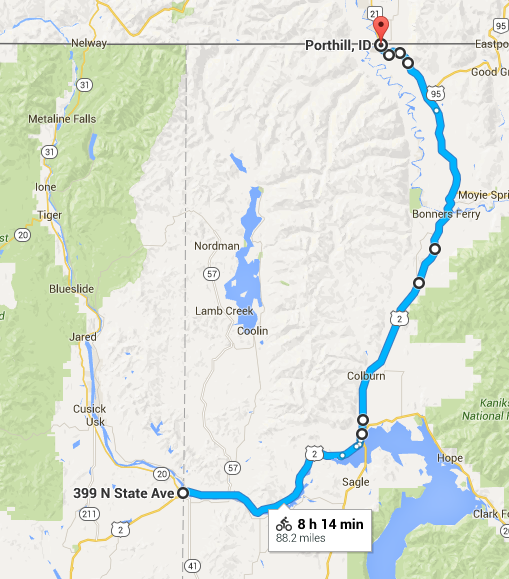 21
95
Nelway
Porthill, ID
Eastpo
31
Good G
95
Metaline Falls
31
Ione
Moyie Spri
Tiger
Bonners Ferry
20
st
Nordman
57
Blueslide
Lamb Creek
2
Coolin
Jared
Colburn
Kanik
National F
Cusick
Usk
2
Hope
57
20
Sagle
399 N State Ave
211
8 h 14 min
Clark Fo
2
88.2 miles
41